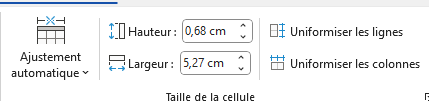 Hauteur : 0,68 cm Uniformiser les lignes
Ajustement
automatique
Largeur : 5,27 cm Uniformiser les colonnes
Taille de la cellule